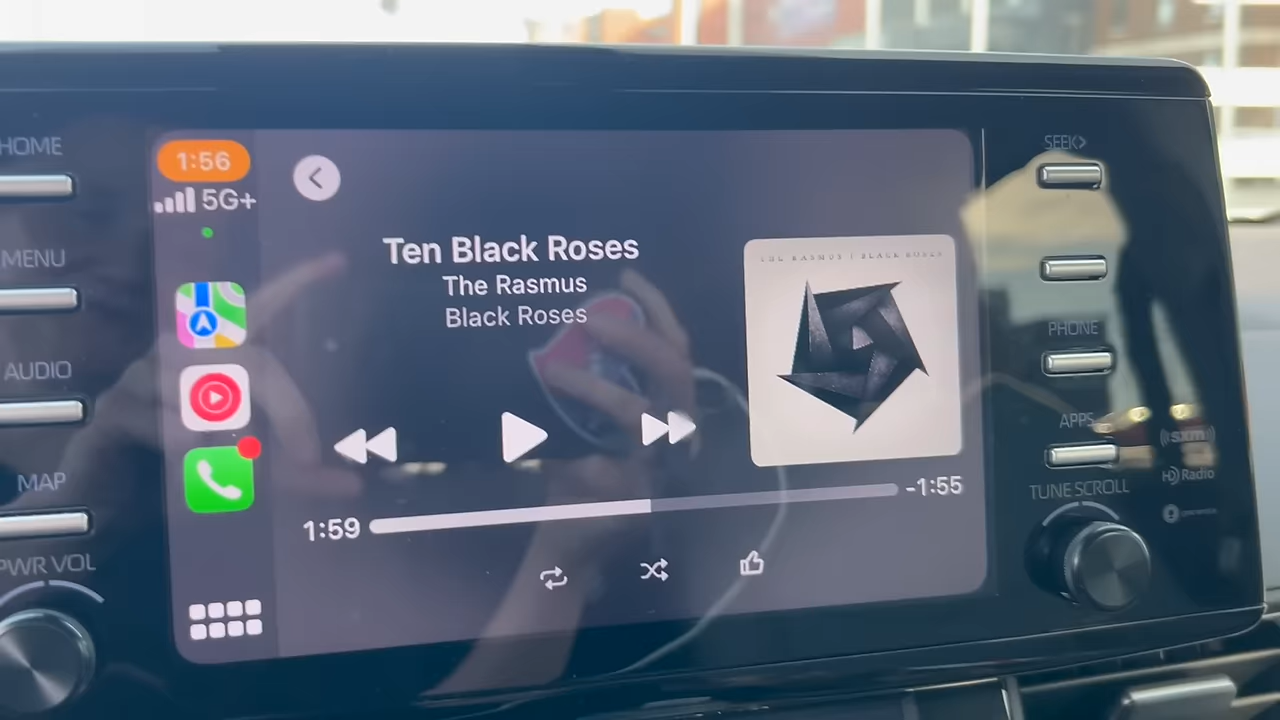 HOME
MENU
AUDIO
MAP
PWR VOL
1:56
5G+
Ten Black Roses
The Rasmus
Black Roses
THE RASMUS | BLACK ROSES
1:59
-1:55
SEEK
PHONE
APPS
TUNE SCROLL
((sxm))
HD Radio